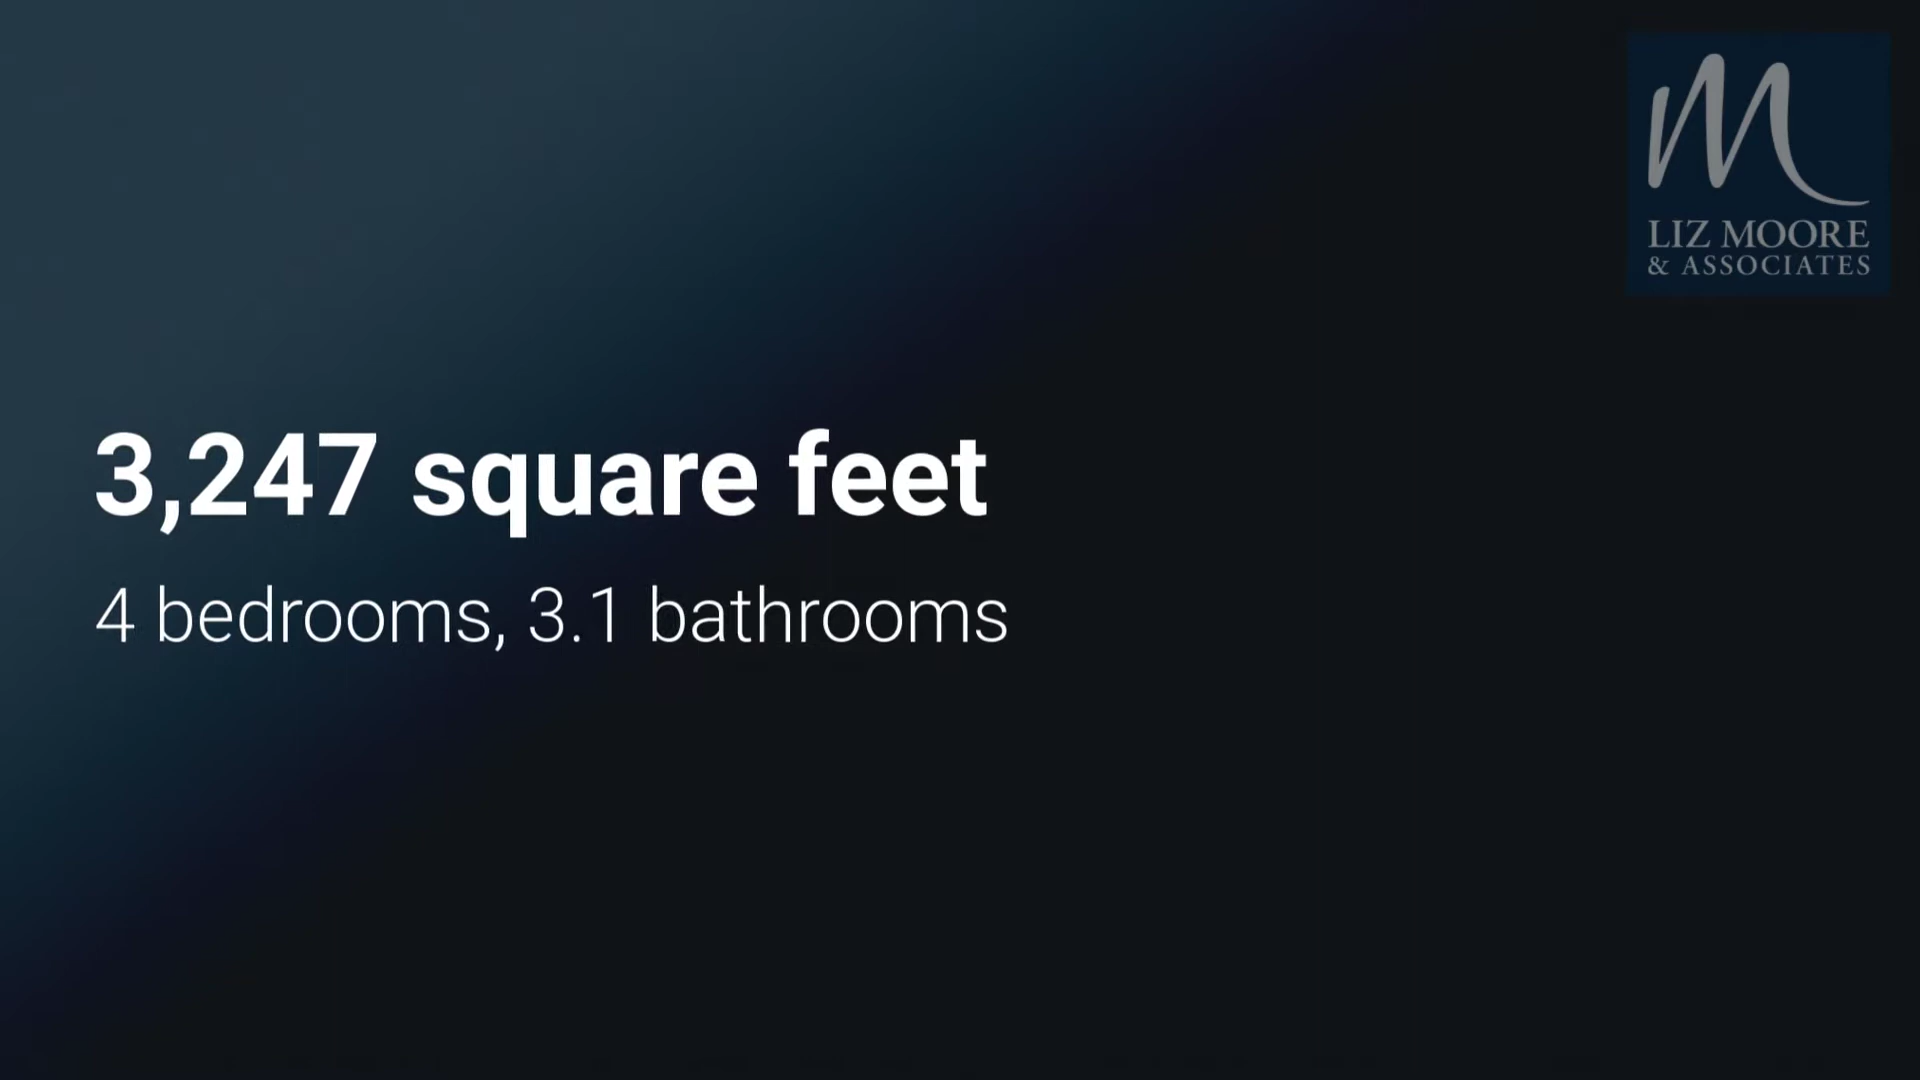 LIZ MOORE
& ASSOCIATES
3,247 square feet
4 bedrooms, 3.1 bathrooms